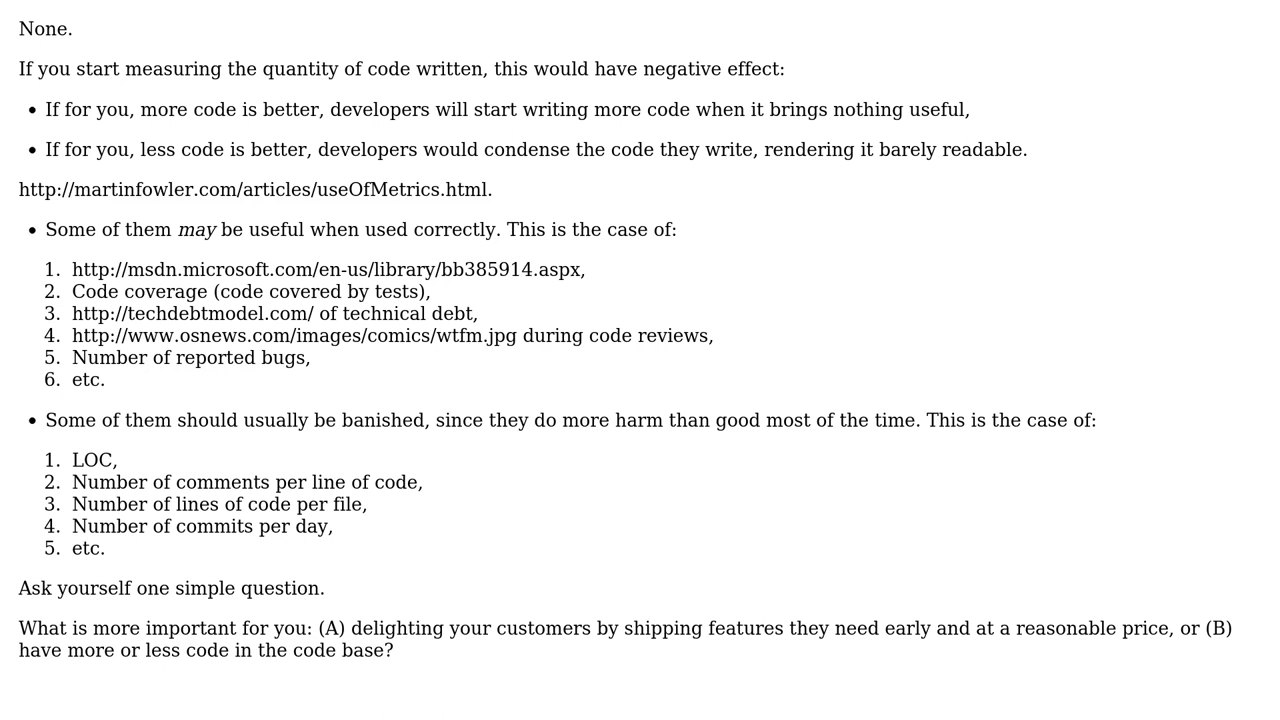 None.
If you start measuring the quantity of code written, this would have negative effect:
• If for you, more code is better, developers will start writing more code when it brings nothing useful,
• If for you, less code is better, developers would condense the code they write, rendering it barely readable.
http://martinfowler.com/articles/useOfMetrics.html.
• Some of them may be useful when used correctly. This is the case of:
1. http://msdn.microsoft.com/en-us/library/bb385914.aspx,
2. Code coverage (code covered by tests),
3. http://techdebtmodel.com/ of technical debt,
4. http://www.osnews.com/images/comics/wtfm.jpg during code reviews,
5. Number of reported bugs,
6. etc.
• Some of them should usually be banished, since they do more harm than good most of the time. This is the case of:
1. LOC,
2. Number of comments per line of code,
3. Number of lines of code per file,
4. Number of commits per day,
5. etc.
Ask yourself one simple question.
What is more important for you: (A) delighting your customers by shipping features they need early and at a reasonable price, or (B)
have more or less code in the code base?